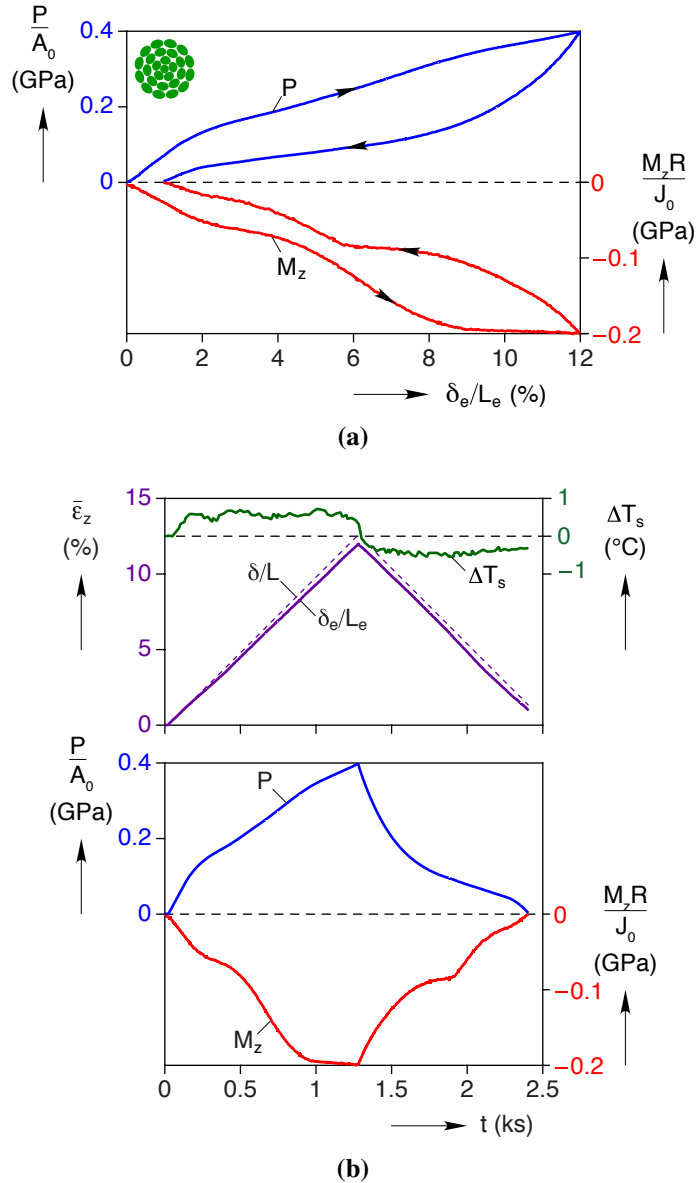 P
A0
(GPa)
0.4
0.2
0
P
Mz
0
−0.1
−0.2
MzR
J0
(GPa)
0 2 4 6 8 10 12
δe/Le (%)
(a)
ε̄z
(%)
15
10
5
0
δ/L
δe/Le
ΔTs
1
0
−1
ΔTs
(°C)
P
A0
(GPa)
0.4
0.2
0
P
Mz
0
−0.1
−0.2
MzR
J0
(GPa)
0 0.5 1 1.5 2 2.5
t (ks)
(b)